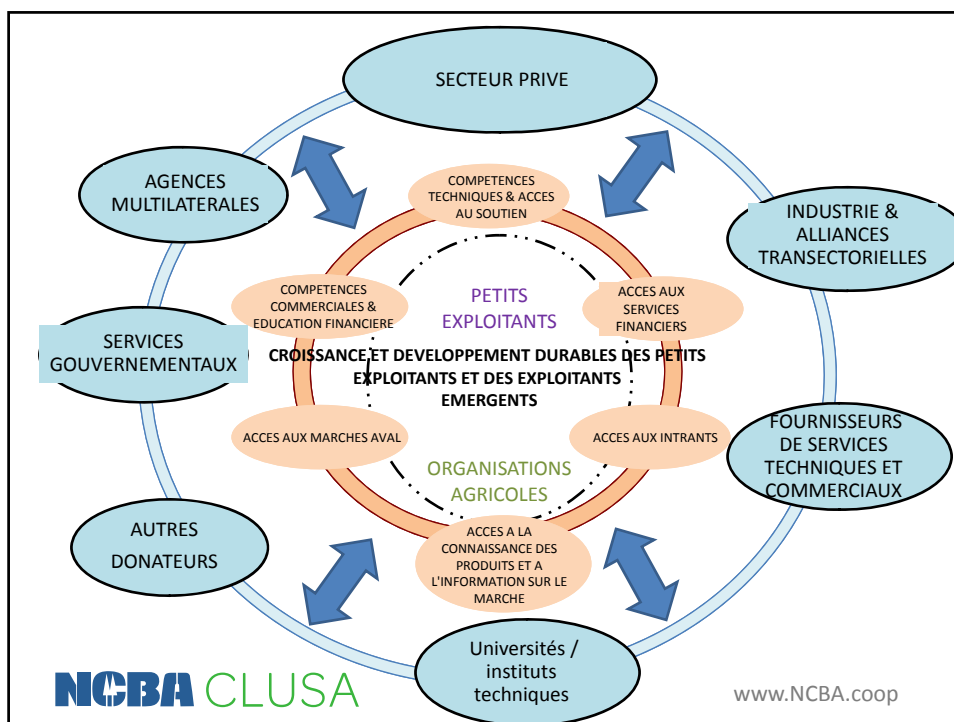 SECTEUR PRIVE
AGENCES
MULTILATERALES
COMPETENCES
TECHNIQUES & ACCES
AU SOUTIEN
INDUSTRIE &
ALLIANCES
TRANSECTORIELLES
COMPETENCES
COMMERCIALES &
EDUCATION FINANCIERE
PETITS
EXPLOITANTS
ACCES AUX
SERVICES
FINANCIERS
SERVICES
GOUVERNEMENTAUX
CROISSANCE ET DEVELOPPEMENT DURABLES DES PETITS
EXPLOITANTS ET DES EXPLOITANTS
EMERGENTS
ACCES AUX MARCHES AVAL
ACCES AUX INTRANTS
FOURNISSEURS
DE SERVICES
TECHNIQUES ET
COMMERCIAUX
ORGANISATIONS
AGRICOLES
AUTRES
DONATEURS
ACCES A LA
CONNAISSANCE DES
PRODUITS ET A
L'INFORMATION SUR LE
MARCHE
Universités /
instituts
techniques
NCBA CLUSA
www.NCBA.coop